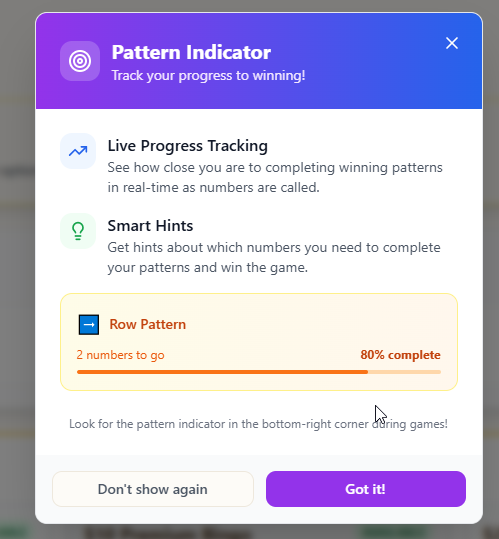 Pattern Indicator
Track your progress to winning!
Live Progress Tracking
See how close you are to completing winning patterns
in real-time as numbers are called.
Smart Hints
Get hints about which numbers you need to complete
your patterns and win the game.
Row Pattern
2 numbers to go
80% complete
Look for the pattern indicator in the bottom-right corner during games!
Don't show again
Got it!